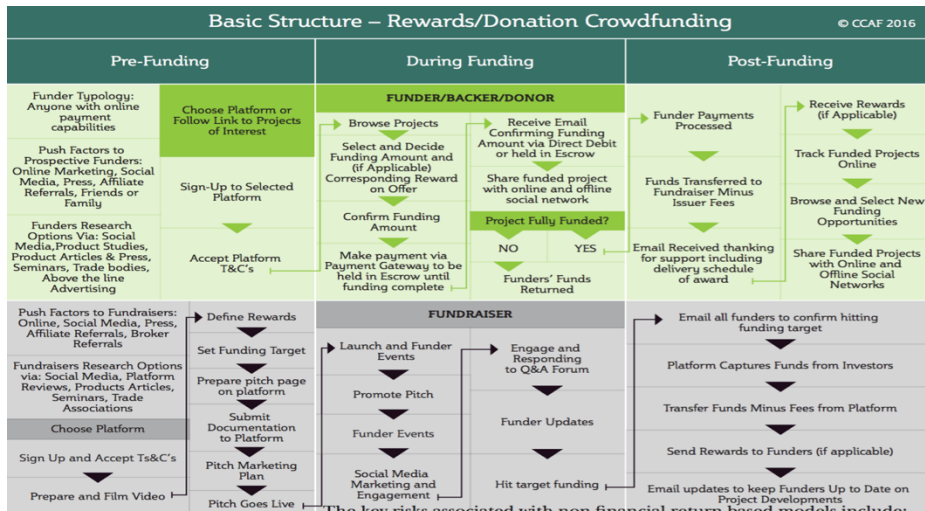 Basic Structure – Rewards/Donation Crowdfunding
© CCAF 2016
Pre-Funding
During Funding
Post-Funding
Funder Typology:
Anyone with online
payment
capabilities
Push Factors to
Prospective Funders:
Online Marketing, Social
Media, Press, Affiliate
Referrals, Friends or
Family
Funders Research
Options Via: Social
Media,Product Studies,
Product Articles & Press,
Seminars, Trade bodies,
Above the line
Advertising
Choose Platform or
Follow Link to Projects
of Interest
Sign-Up to Selected
Platform
Accept Platform
T&C's
FUNDER/BACKER/DONOR
Browse Projects
Select and Decide
Funding Amount and
(if Applicable)
Corresponding Reward
on Offer
Confirm Funding
Amount
Make payment via
Payment Gateway to be
held in Escrow until
funding complete
Receive Email
Confirming Funding
Amount via Direct Debit
or held in Escrow
Share funded project
with online and offline
social network
Project Fully Funded?
NO
YES
Funders' Funds
Returned
Funder Payments
Processed
Funds Transferred to
Fundraiser Minus
Issuer Fees
Email Received thanking
for support including
delivery schedule
of award
Receive Rewards
(if Applicable)
Track Funded Projects
Online
Browse and Select New
Funding
Opportunities
Share Funded Projects
with Online and
Offline Social
Networks
Push Factors to Fundraisers:
Online, Social Media, Press,
Affiliate Referrals, Broker
Referrals
Fundraisers Research Options
via: Social Media, Platform
Reviews, Products Articles,
Seminars, Trade
Associations
Choose Platform
Sign Up and Accept Ts&C's
Prepare and Film Video
Define Rewards
Set Funding Target
Prepare pitch page
on platform
Submit
Documentation
to Platform
Pitch Marketing
Plan
Pitch Goes Live
FUNDRAISER
Launch and Funder
Events
Promote Pitch
Funder Events
Social Media
Marketing and
Engagement
Engage and
Responding
to Q&A Forum
Funder Updates
Hit target funding
Email all funders to confirm hitting
funding target
Platform Captures Funds from Investors
Transfer Funds Minus Fees from Platform
Send Rewards to Funders (if applicable)
Email updates to keep Funders Up to Date on
Project Developments
The key risks associated with non financial return based models include: